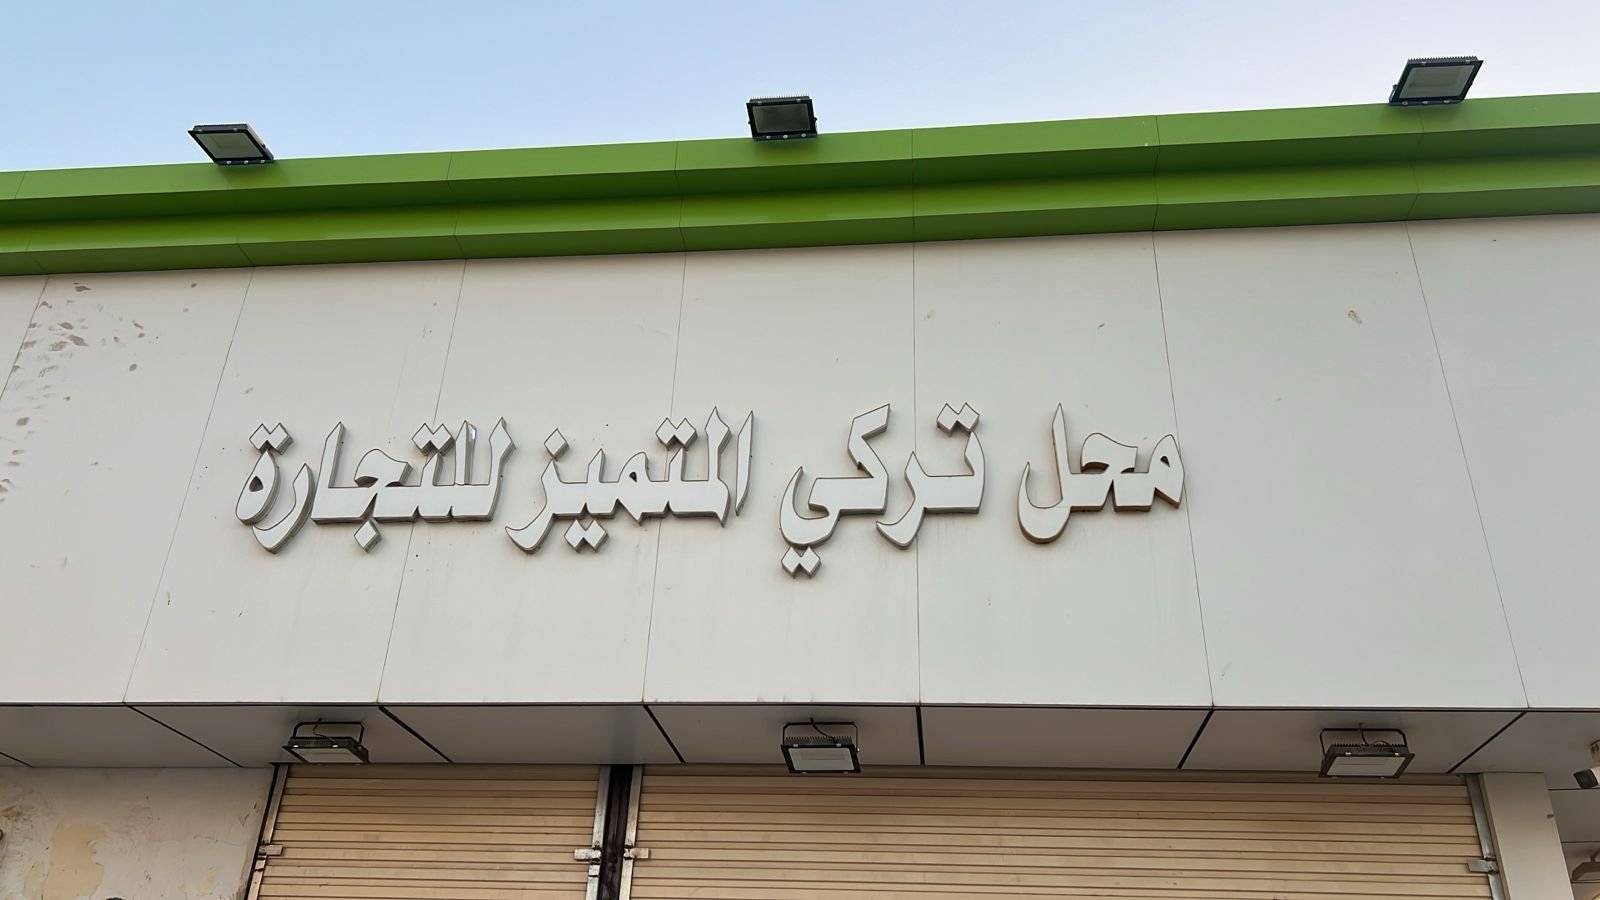 محل تركي المتميز للتجارة